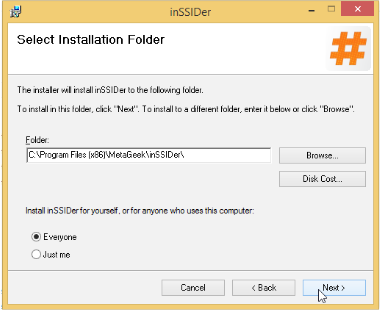 inSSIDer
Select Installation Folder
The installer will install inSSIDer to the following folder.
To install in this folder, click "Next". To install to a different folder, enter it below or click "Browse".
Folder:
C:\Program Files (x86)\MetaGeek\inSSIDer\
Browse...
Disk Cost...
Install inSSIDer for yourself, or for anyone who uses this computer:
Everyone
Just me
Cancel
< Back
Next >